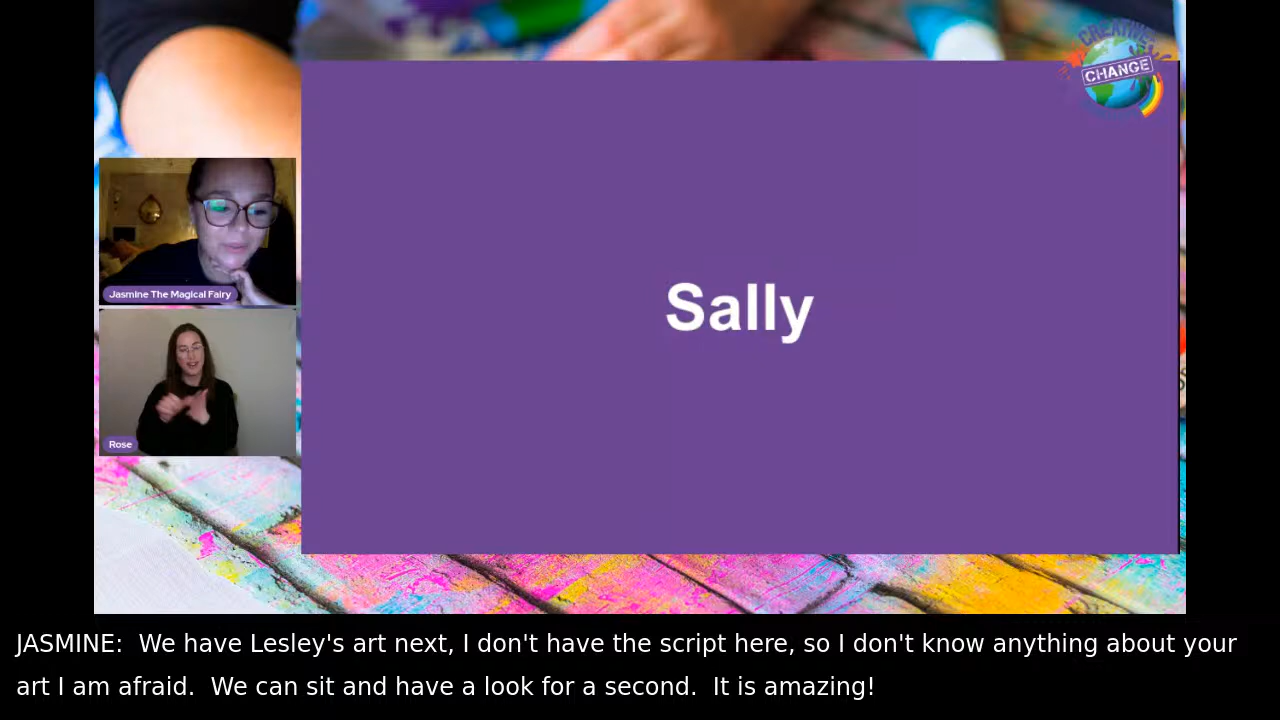 CREATIVE
CHANGE
Sally
Jasmine The Magical Fairy
Rose
JASMINE:  We have Lesley's art next, I don't have the script here, so I don't know anything about your
art I am afraid.  We can sit and have a look for a second.  It is amazing!